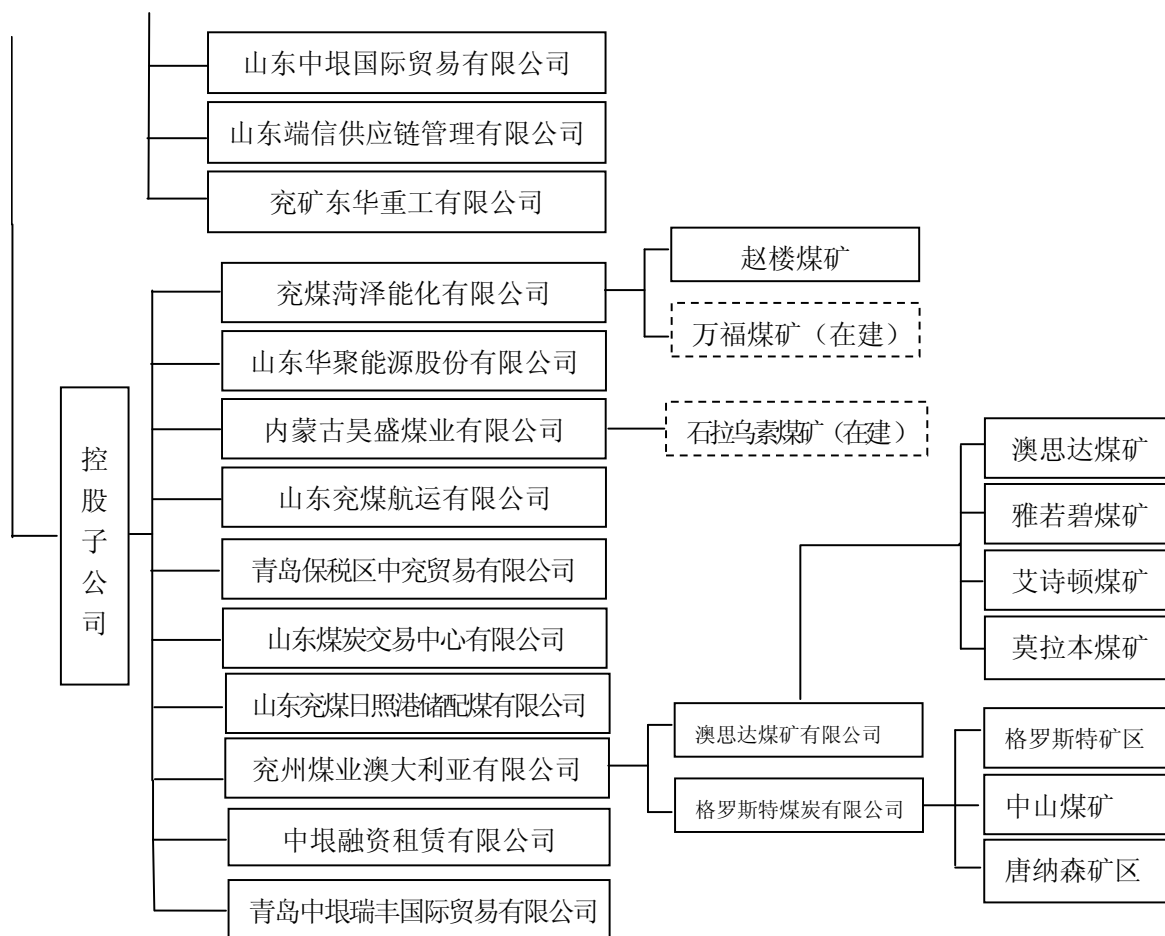 山东中垠国际贸易有限公司
山东端信供应链管理有限公司
兖矿东华重工有限公司
控股子公司
兖煤菏泽能化有限公司
赵楼煤矿
万福煤矿（在建）
山东华聚能源股份有限公司
内蒙古昊盛煤业有限公司
石拉乌素煤矿（在建）
山东兖煤航运有限公司
青岛保税区中兖贸易有限公司
山东煤炭交易中心有限公司
山东兖煤日照港储配煤有限公司
兖州煤业澳大利亚有限公司
澳思达煤矿有限公司
澳思达煤矿
雅若碧煤矿
艾诗顿煤矿
莫拉本煤矿
格罗斯特煤炭有限公司
格罗斯特矿区
中山煤矿
唐纳森矿区
中垠融资租赁有限公司
青岛中垠瑞丰国际贸易有限公司